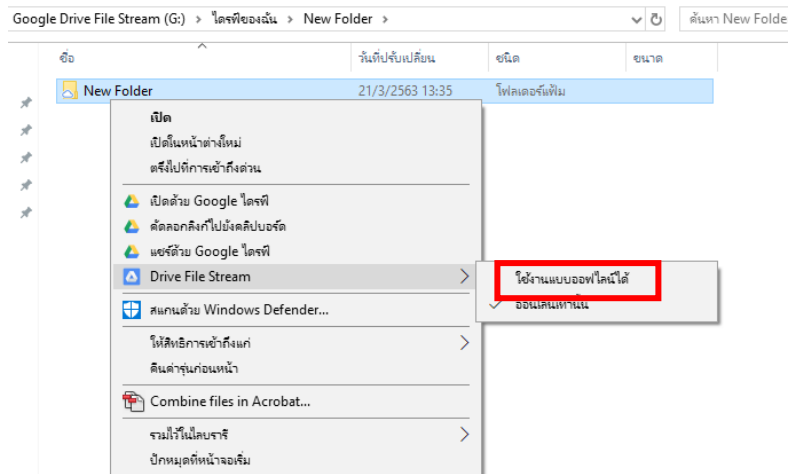 Google Drive File Stream (G:) > ไดรฟ์ของฉัน > New Folder >
ค้นหา New Folde
ชื่อ วันที่ปรับเปลี่ยน ชนิด ขนาด
New Folder 21/3/2563 13:35 โฟลเดอร์แฟ้ม
เปิด
เปิดในหน้าต่างใหม่
ตรึงไปที่การเข้าถึงด่วน
เปิดด้วย Google ไดรฟ์
คัดลอกลิงก์ไปยังคลิปบอร์ด
แชร์ด้วย Google ไดรฟ์
Drive File Stream
ใช้งานแบบออฟไลน์ได้
ออนไลน์เท่านั้น
สแกนด้วย Windows Defender...
ให้สิทธิการเข้าถึงแก่
คืนค่ารุ่นก่อนหน้า
Combine files in Acrobat...
รวมไว้ในไลบรารี
ปักหมุดที่หน้าจอเริ่ม